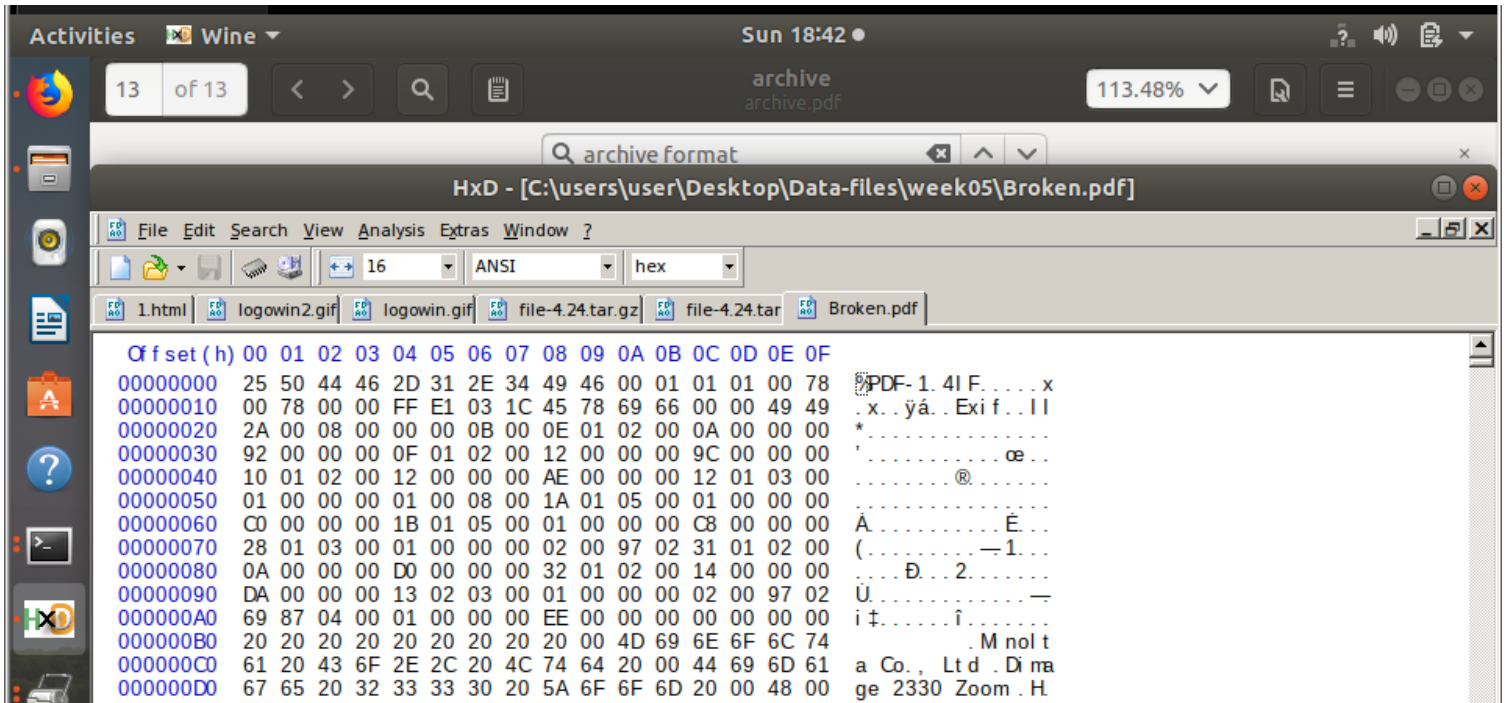 Activities Wine Sun 18:42
13 of 13 archive 113.48%
archive.pdf
archive format
HxD - [C:\users\user\Desktop\Data-files\week05\Broken.pdf]
File Edit Search View Analysis Extras Window ?
16 ANSI hex
1.html logowin2.gif logowin.gif file-4.24.tar.gz file-4.24.tar Broken.pdf
Offset(h) 00 01 02 03 04 05 06 07 08 09 0A 0B 0C 0D 0E 0F
00000000 25 50 44 46 2D 31 2E 34 49 46 00 01 01 01 00 78 %PDF-1.4IF.....x
00000010 00 78 00 00 FF E1 03 1C 45 78 69 66 00 00 49 49 .x..ÿá..Exif..II
00000020 2A 00 08 00 00 00 0B 00 0E 01 02 00 0A 00 00 00 *...............
00000030 92 00 00 00 0F 01 02 00 12 00 00 00 9C 00 00 00 '...........œ..
00000040 10 01 02 00 12 00 00 00 AE 00 00 00 12 01 03 00 ........®.......
00000050 01 00 00 00 01 00 08 00 1A 01 05 00 01 00 00 00 ................
00000060 C0 00 00 00 1B 01 05 00 01 00 00 00 C8 00 00 00 À...........È...
00000070 28 01 03 00 01 00 00 00 02 00 97 02 31 01 02 00 (.........—.1...
00000080 0A 00 00 00 D0 00 00 00 32 01 02 00 14 00 00 00 ....Ð...2.......
00000090 DA 00 00 00 13 02 03 00 01 00 00 00 02 00 97 02 Ú.............—.
000000A0 69 87 04 00 01 00 00 00 EE 00 00 00 00 00 00 00 i‡......î.......
000000B0 20 20 20 20 20 20 20 20 20 00 4D 69 6E 6F 6C 74 .Minolt
000000C0 61 20 43 6F 2E 2C 20 4C 74 64 20 00 44 69 6D 61 a Co., Ltd .Dima
000000D0 67 65 20 32 33 33 30 20 5A 6F 6F 6D 20 00 48 00 ge 2330 Zoom .H.